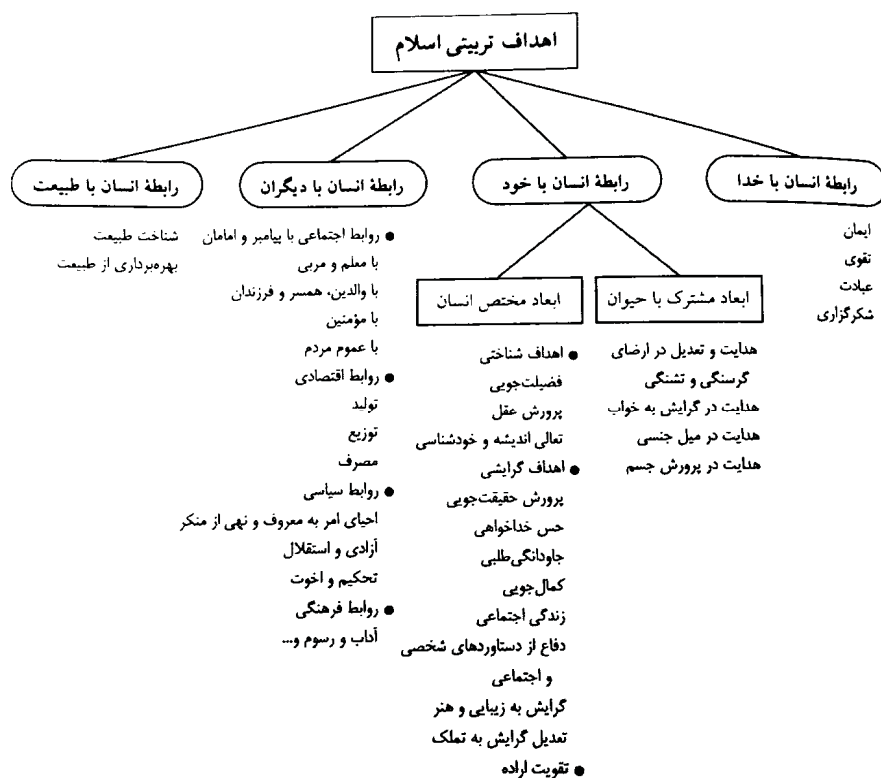 اهداف تربیتی اسلام
رابطهٔ انسان با خدا
ایمان
تقوی
عبادت
شکرگزاری
رابطهٔ انسان با خود
ابعاد مشترک با حیوان
هدایت و تعدیل در ارضای
گرسنگی و تشنگی
هدایت در گرایش به خواب
هدایت در میل جنسی
هدایت در پرورش جسم
ابعاد مختص انسان
● اهداف شناختی
فضیلت‌جویی
پرورش عقل
تعالی اندیشه و خودشناسی
● اهداف گرایشی
پرورش حقیقت‌جویی
حس خداخواهی
جاودانگی‌طلبی
کمال‌جویی
زندگی اجتماعی
دفاع از دستاوردهای شخصی
و اجتماعی
گرایش به زیبایی و هنر
تعدیل گرایش به تملک
● تقویت اراده
رابطهٔ انسان با دیگران
● روابط اجتماعی با پیامبر و امامان
با معلم و مربی
با والدین، همسر و فرزندان
با مؤمنین
با عموم مردم
● روابط اقتصادی
تولید
توزیع
مصرف
● روابط سیاسی
احیای امر به معروف و نهی از منکر
آزادی و استقلال
تحکیم و اخوت
● روابط فرهنگی
آداب و رسوم و...
رابطهٔ انسان با طبیعت
شناخت طبیعت
بهره‌برداری از طبیعت